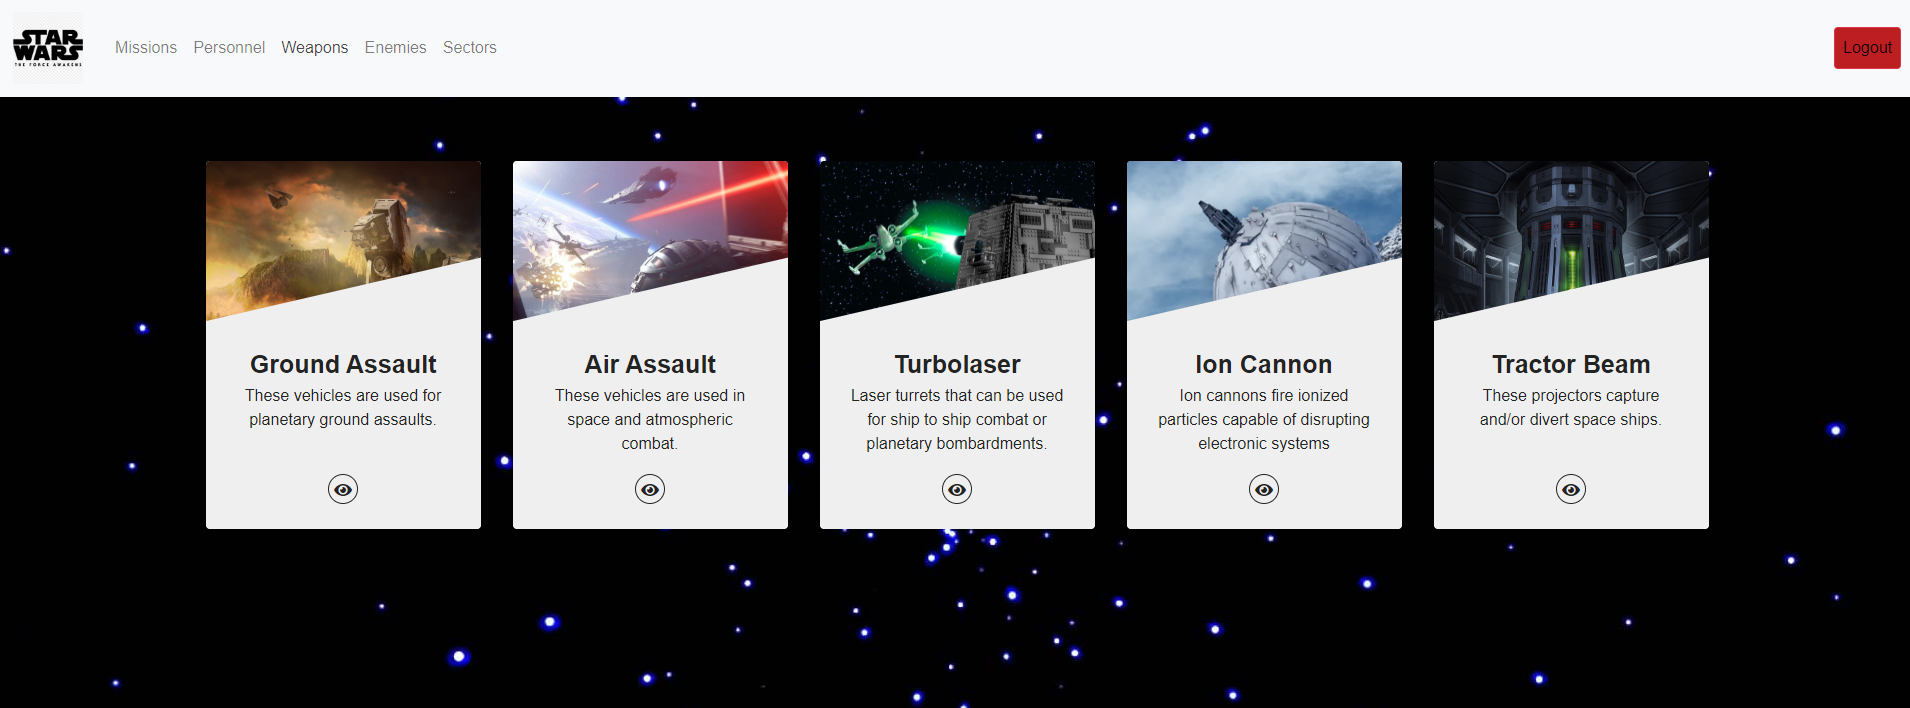 STAR
WARS
THE FORCE AWAKENS
Missions Personnel Weapons Enemies Sectors
Logout
Ground Assault
These vehicles are used for
planetary ground assaults.
Air Assault
These vehicles are used in
space and atmospheric
combat.
Turbolaser
Laser turrets that can be used
for ship to ship combat or
planetary bombardments.
Ion Cannon
Ion cannons fire ionized
particles capable of disrupting
electronic systems
Tractor Beam
These projectors capture
and/or divert space ships.